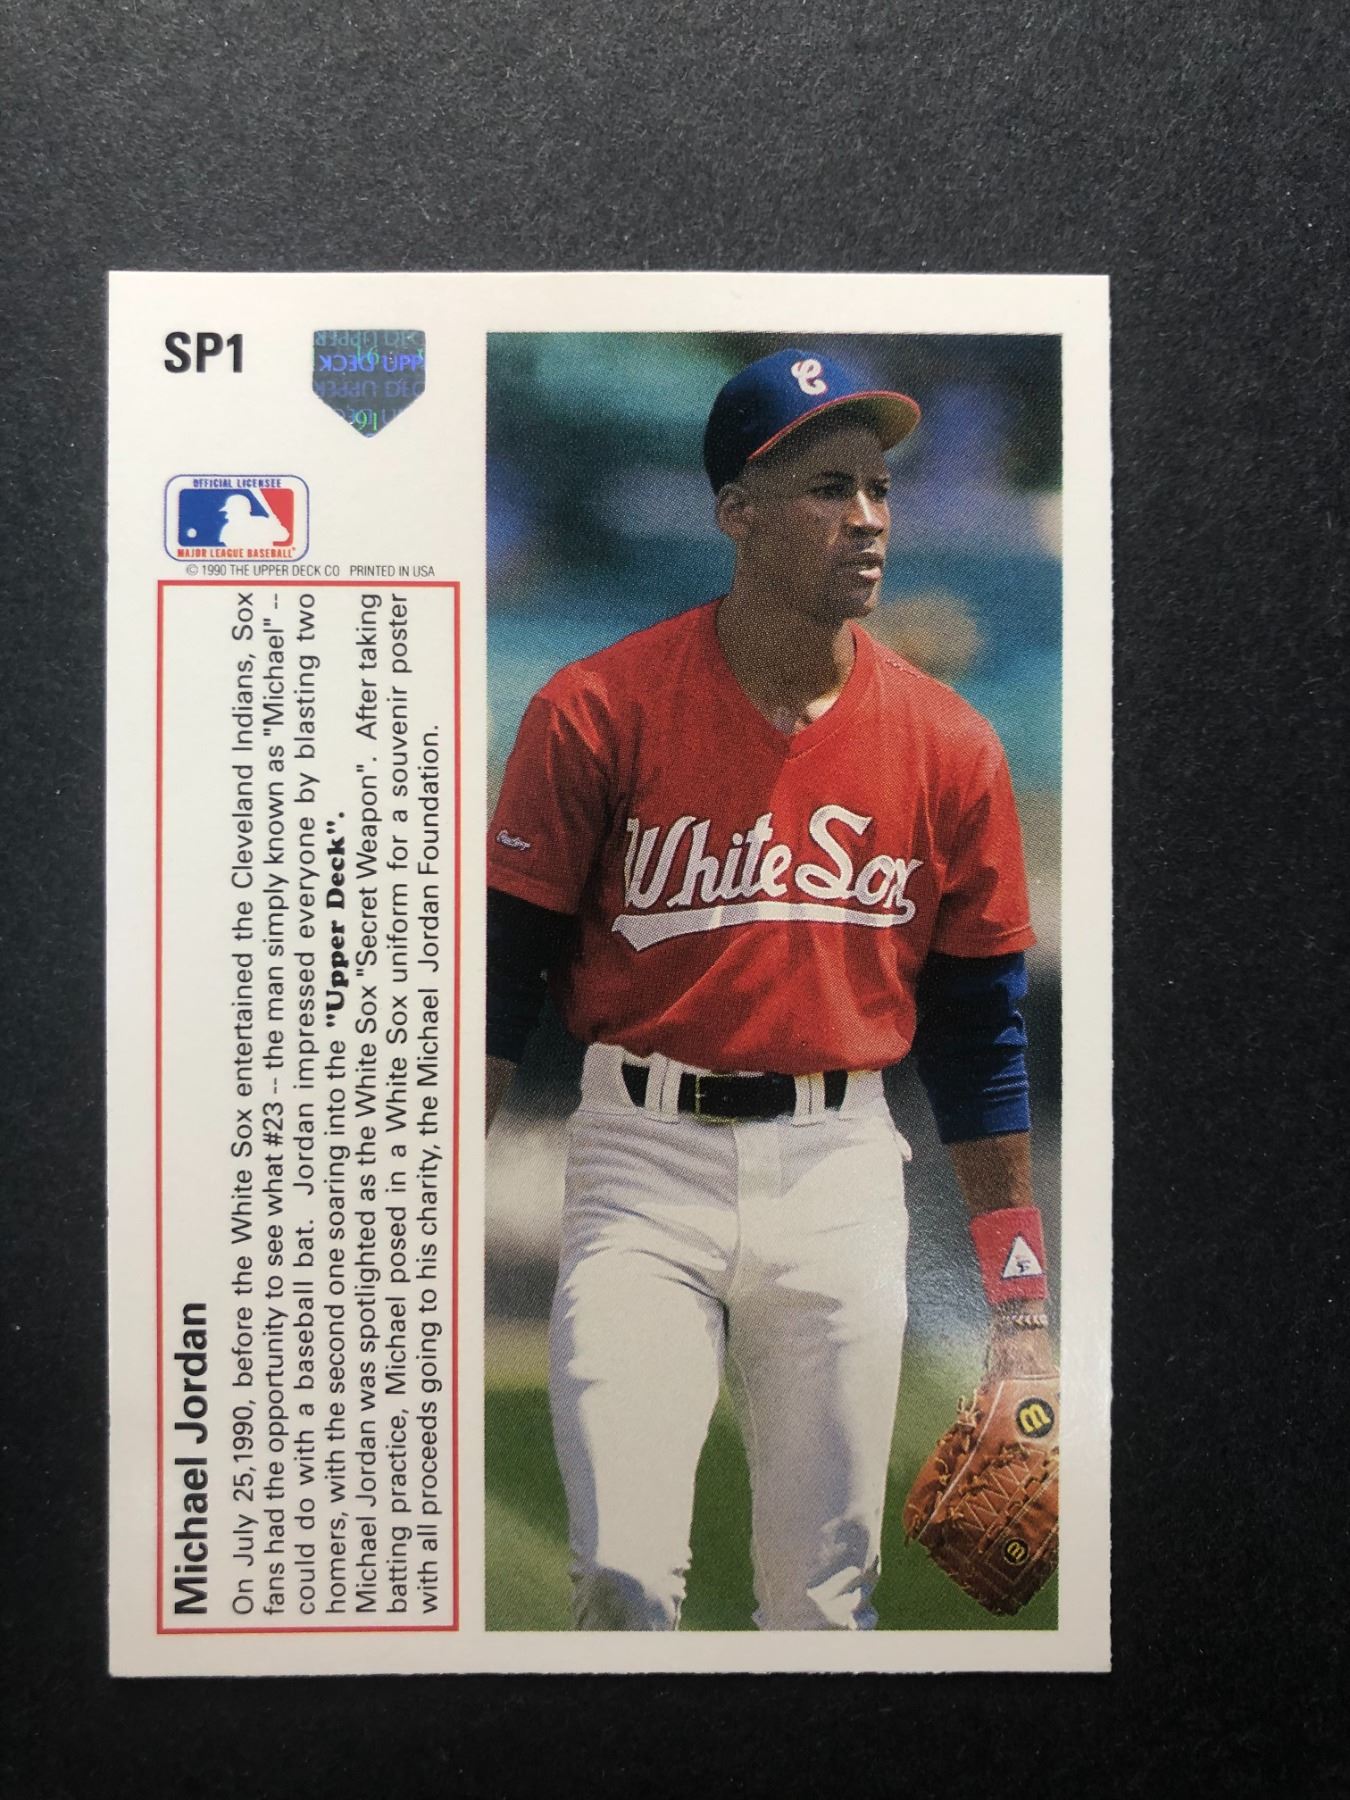 SP1
UPPER DECK
91
OFFICIAL LICENSEE
MAJOR LEAGUE BASEBALL
© 1990 THE UPPER DECK CO PRINTED IN USA
Michael Jordan
On July 25,1990, before the White Sox entertained the Cleveland Indians, Sox
fans had the opportunity to see what #23 -- the man simply known as "Michael" --
could do with a baseball bat. Jordan impressed everyone by blasting two
homers, with the second one soaring into the "Upper Deck".
Michael Jordan was spotlighted as the White Sox "Secret Weapon". After taking
batting practice, Michael posed in a White Sox uniform for a souvenir poster
with all proceeds going to his charity, the Michael Jordan Foundation.
C
White Sox
Rawlings